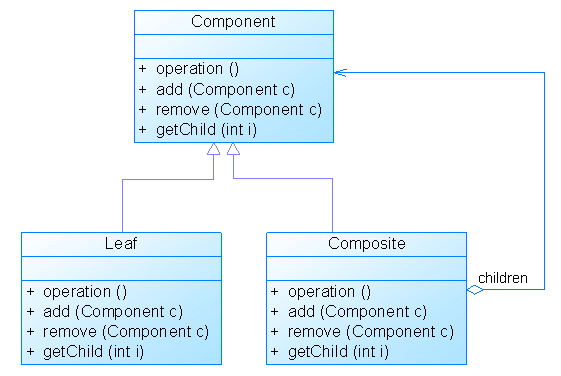 Component
+ operation ()
+ add (Component c)
+ remove (Component c)
+ getChild (int i)
Leaf
+ operation ()
+ add (Component c)
+ remove (Component c)
+ getChild (int i)
Composite
+ operation ()
+ add (Component c)
+ remove (Component c)
+ getChild (int i)
children